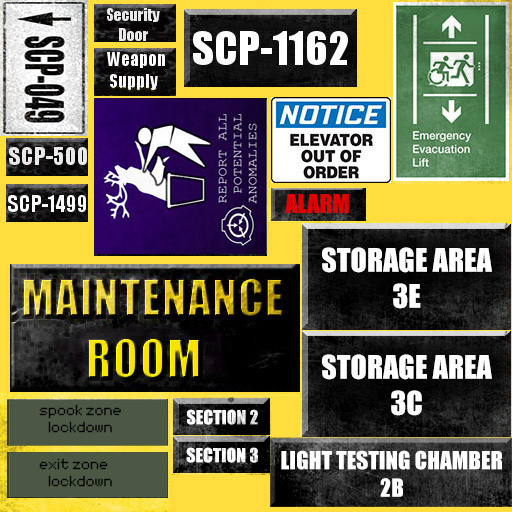 SCP-049
Security
Door
Weapon
Supply
SCP-1162
SCP-500
SCP-1499
REPORT ALL
POTENTIAL
ANOMALIES
NOTICE
ELEVATOR
OUT OF
ORDER
ALARM
Emergency
Evacuation
Lift
MAINTENANCE
ROOM
STORAGE AREA
3E
STORAGE AREA
3C
spook zone
lockdown
exit zone
lockdown
SECTION 2
SECTION 3
LIGHT TESTING CHAMBER
2B